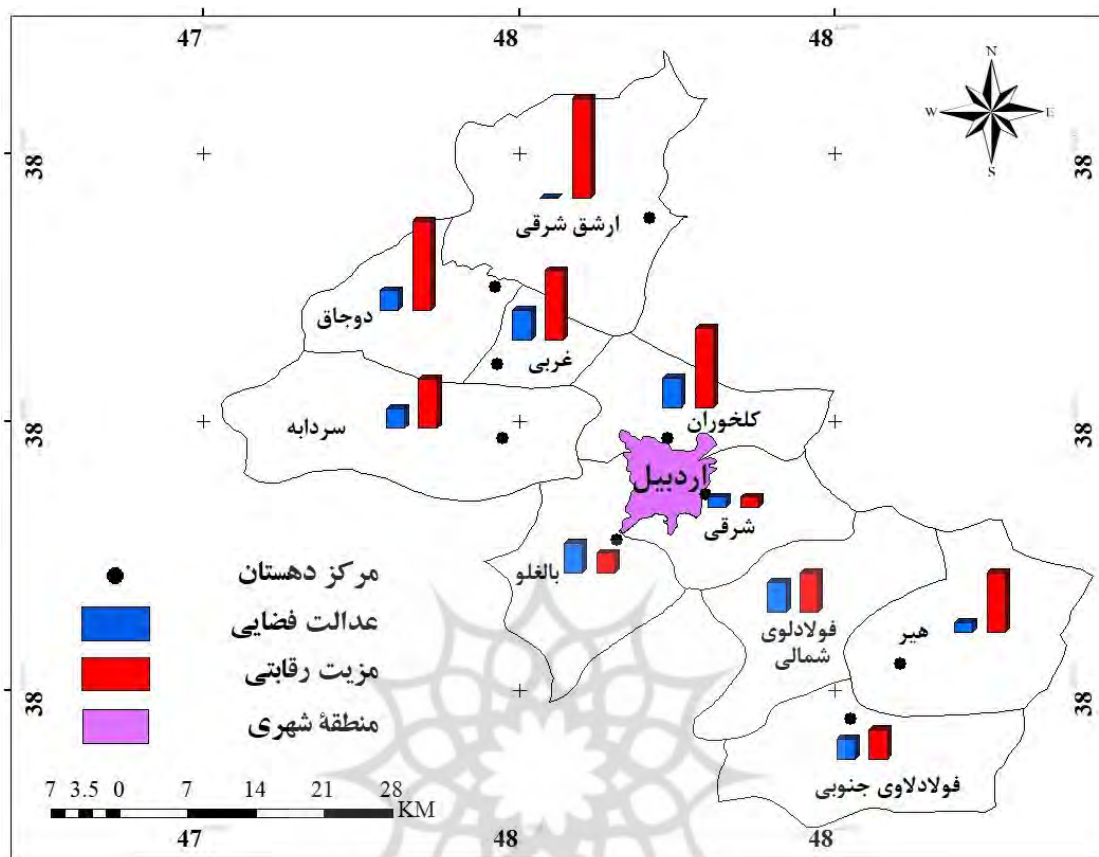 47 48 48
N
W E
S
38 38
ارشق شرقی
دوجاق
غربی
کلخوران
سردابه
38 38
اردبیل
شرقی
بالغلو
مرکز دهستان
عدالت فضایی
مزیت رقابتی
منطقهٔ شهری
فولادلوی
شمالی
هیر
38 38
فولادلاوی جنوبی
7 3.5 0 7 14 21 28
KM
47 48 48